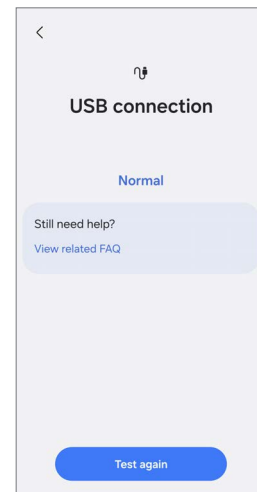 USB connection
Normal
Still need help?
View related FAQ
Test again